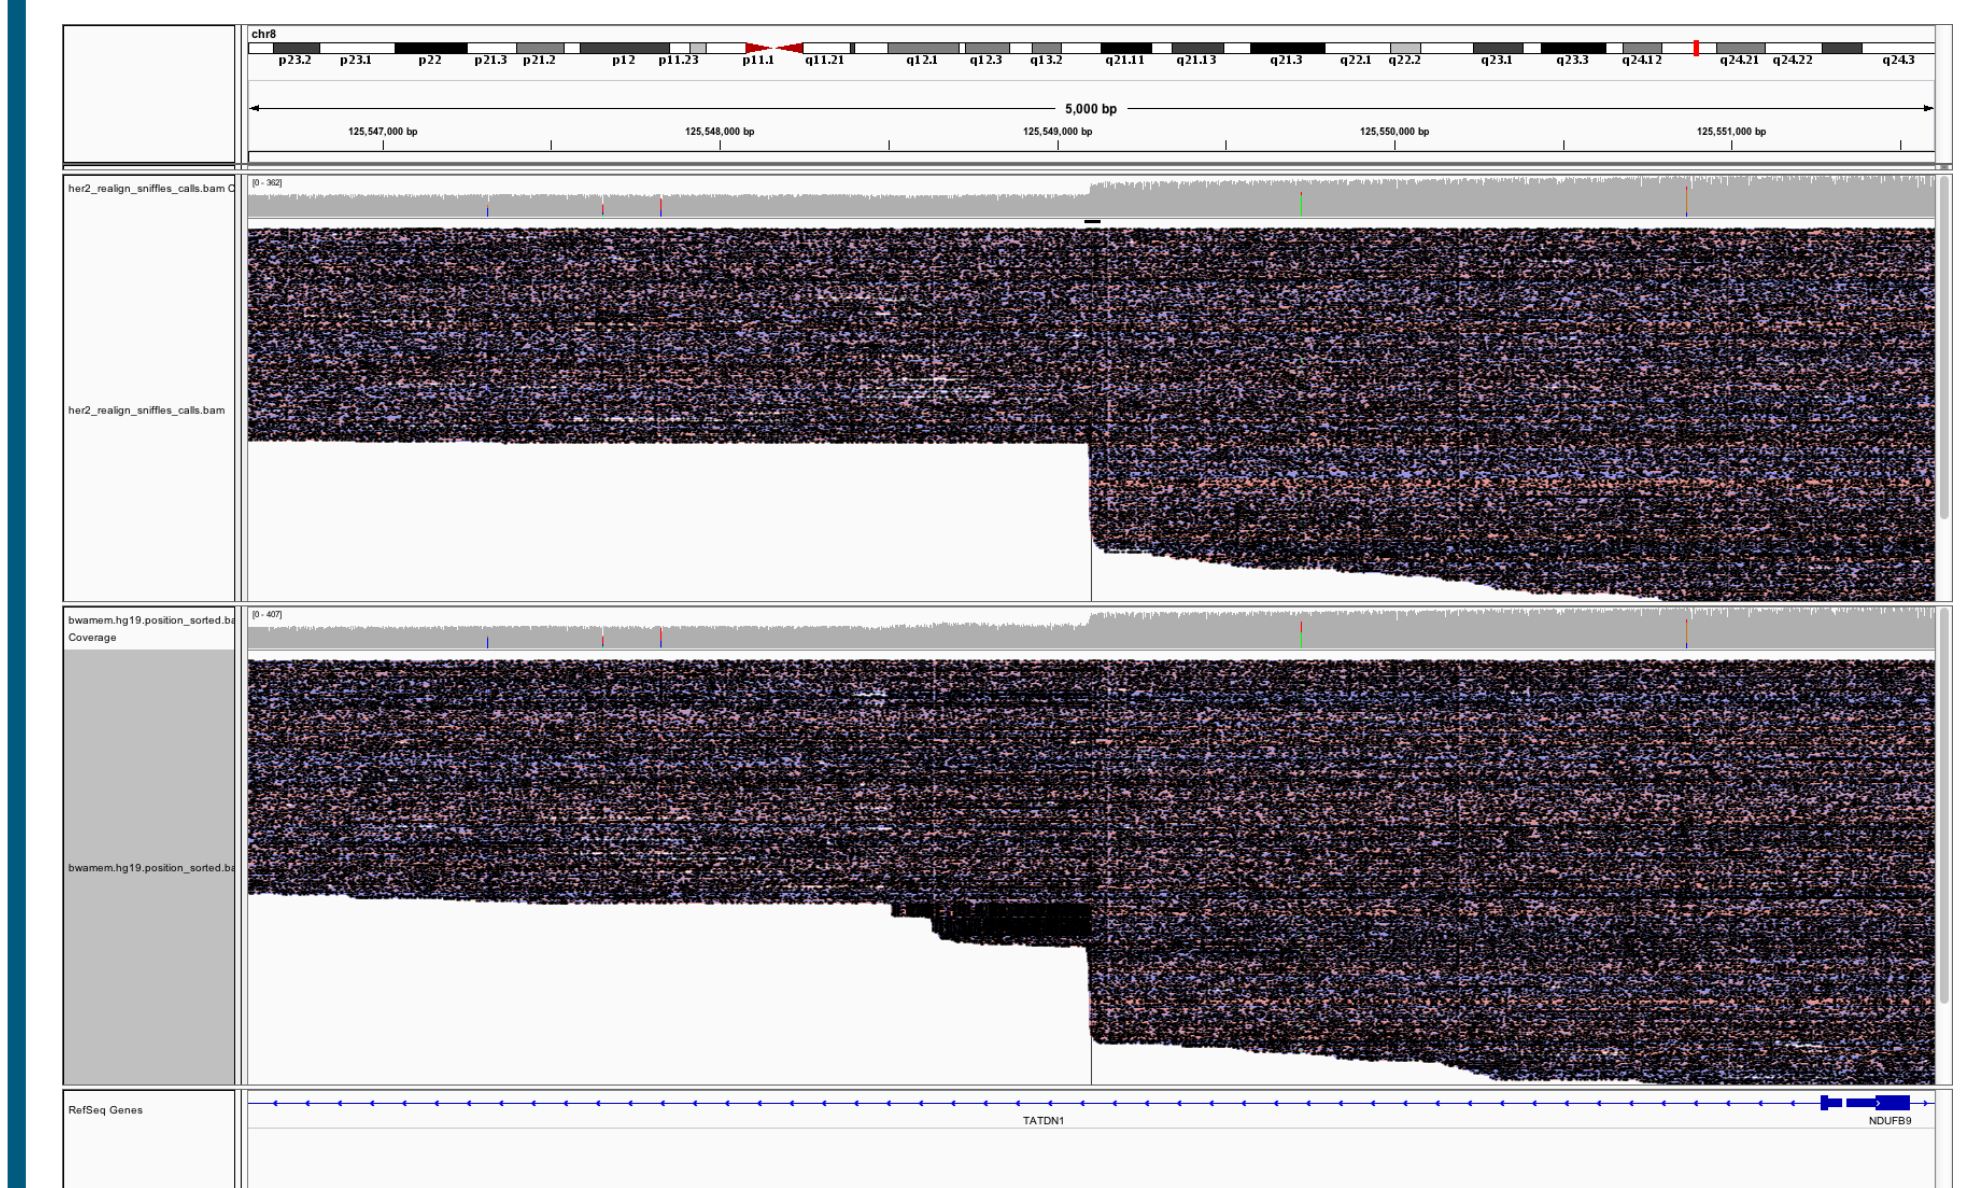 chr8
p23.2 p23.1 p22 p21.3 p21.2 p12 p11.23 p11.1 q11.21 q12.1 q12.3 q13.2 q21.11 q21.13 q21.3 q22.1 q22.2 q23.1 q23.3 q24.12 q24.21 q24.22 q24.3
5,000 bp
125,547,000 bp 125,548,000 bp 125,549,000 bp 125,550,000 bp 125,551,000 bp
her2_realign_sniffles_calls.bam C
[0 - 362]
her2_realign_sniffles_calls.bam
bwamem.hg19.position_sorted.ba
Coverage
[0 - 407]
bwamem.hg19.position_sorted.ba
RefSeq Genes
TATDN1 NDUFB9